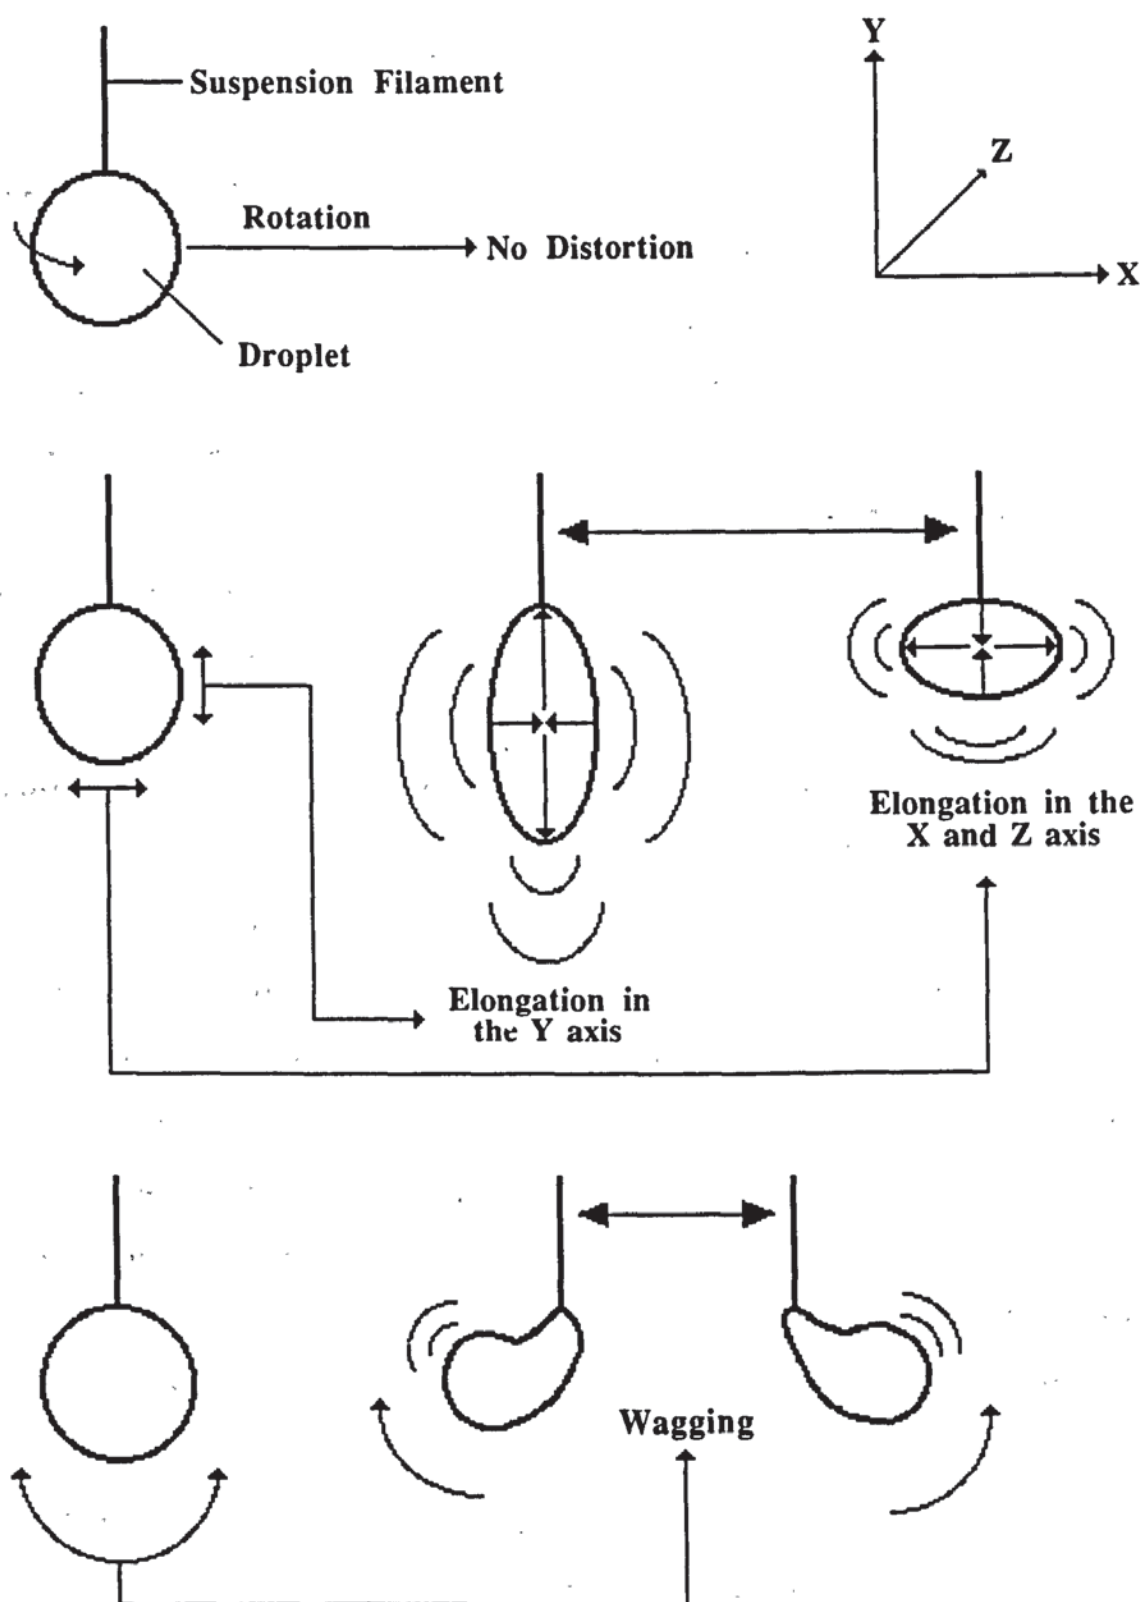 Y
Suspension Filament
Z
Rotation
No Distortion
X
Droplet
Elongation in the
X and Z axis
Elongation in
the Y axis
Wagging